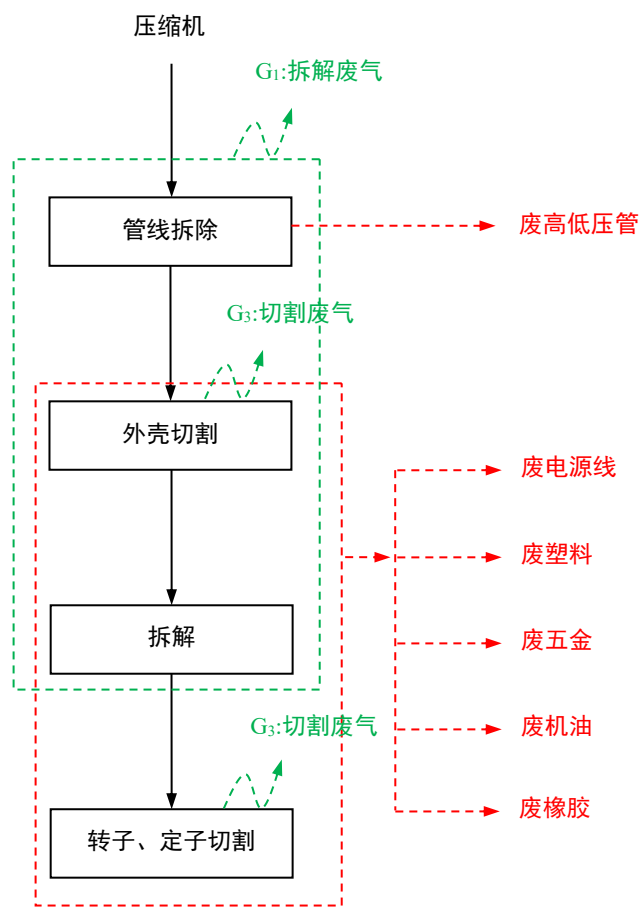 压缩机
G₁:拆解废气
管线拆除
废高低压管
G₃:切割废气
外壳切割
废电源线
废塑料
拆解
废五金
G₃:切割废气
废机油
废橡胶
转子、定子切割